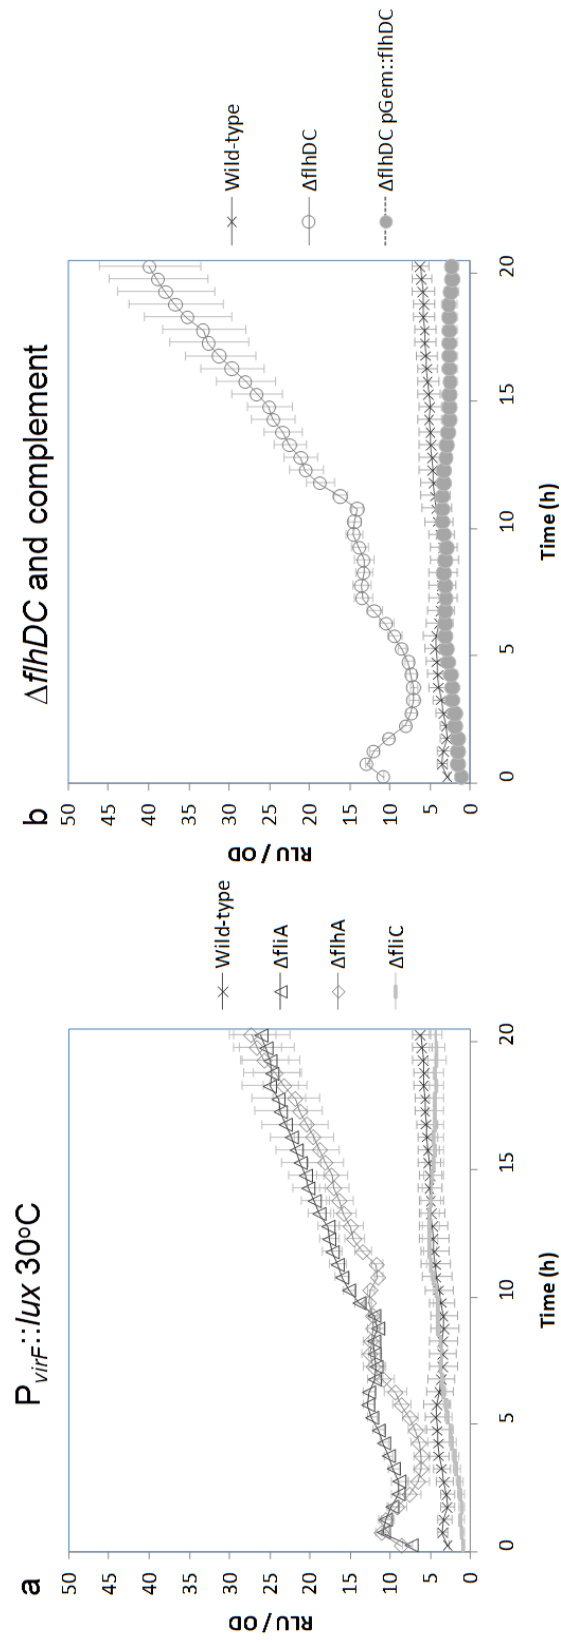 a
PvirF::lux 30°C
RLU / OD
50
45
40
35
30
25
20
15
10
5
0
0 5 10 15 20
Time (h)
Wild-type
ΔfliA
ΔflhA
ΔfliC
b
ΔflhDC and complement
RLU / OD
50
45
40
35
30
25
20
15
10
5
0
0 5 10 15 20
Time (h)
Wild-type
ΔflhDC
ΔflhDC pGem::flhDC